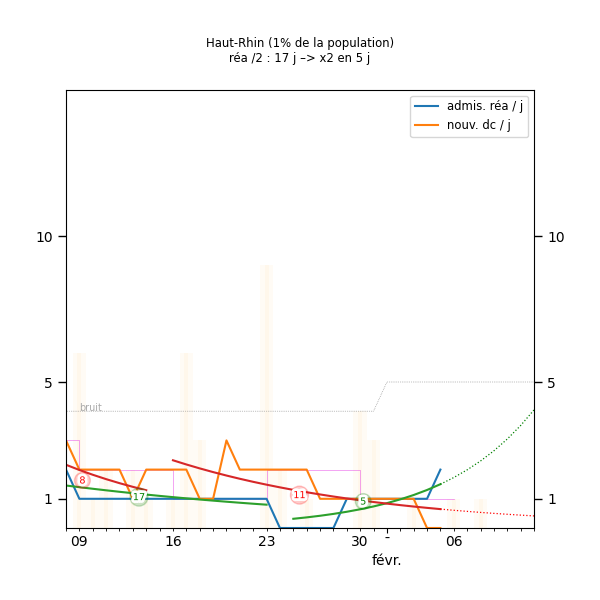 Haut-Rhin (1% de la population)
réa /2 : 17 j –> x2 en 5 j
admis. réa / j
nouv. dc / j
10 10
5 5
bruit
8
17
11
5
1 1
09 16 23 30 - 06
févr.